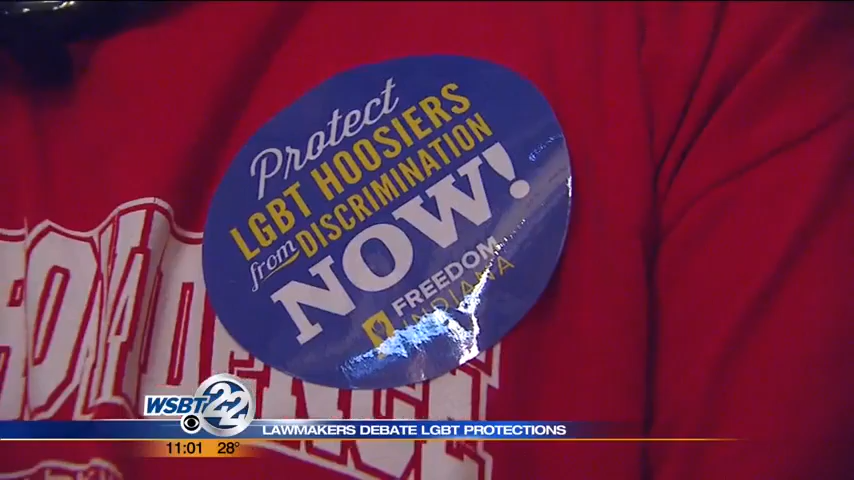 Protect
LGBT HOOSIERS
from DISCRIMINATION
NOW!
FREEDOM
INDIANA
WSBT 22
LAWMAKERS DEBATE LGBT PROTECTIONS
11:01 28°